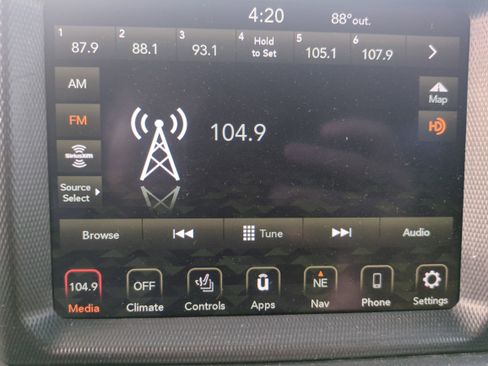 4:20 88° out.
1 87.9 2 88.1 3 93.1 4 Hold to Set 5 105.1 6 107.9
AM
Map
FM
HD
104.9
SiriusXM
Source Select
Browse Tune Audio
104.9 OFF NE
Media Climate Controls Apps Nav Phone Settings